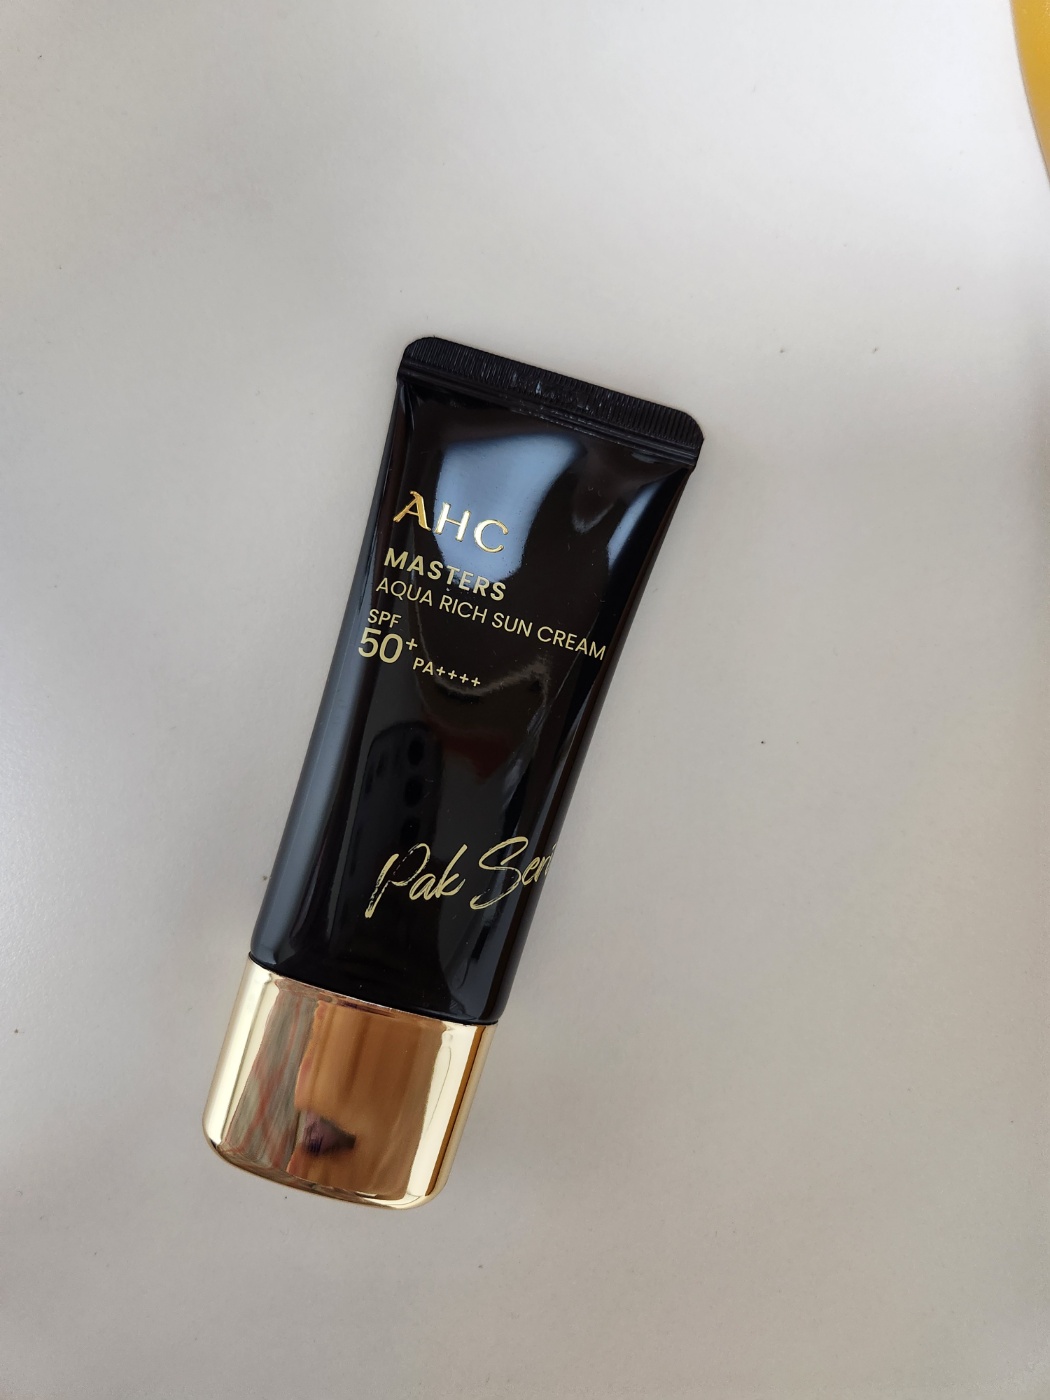 AHC
MASTERS
AQUA RICH SUN CREAM
SPF
50+
PA++++
Pak